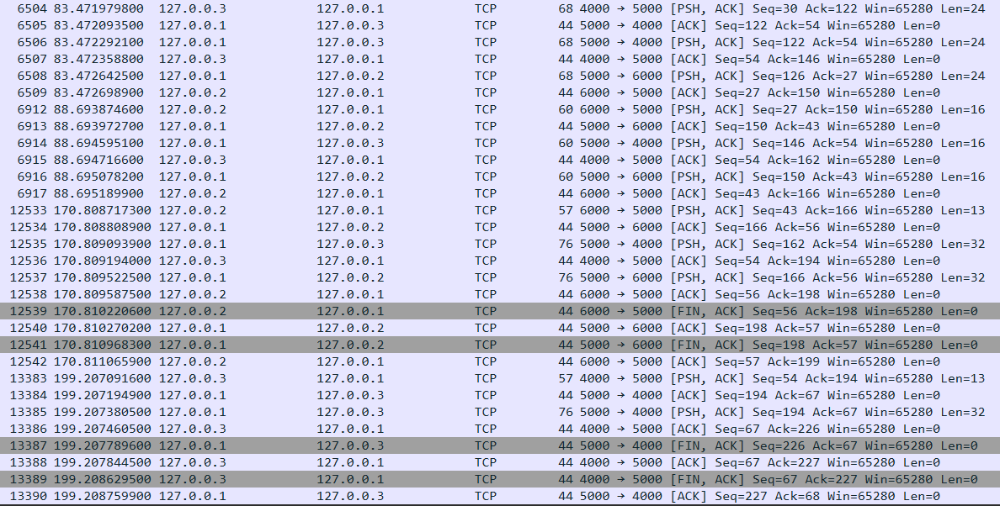 6504 83.471979800 127.0.0.3 127.0.0.1 TCP 68 4000 → 5000 [PSH, ACK] Seq=30 Ack=122 Win=65280 Len=24
6505 83.472093500 127.0.0.1 127.0.0.3 TCP 44 5000 → 4000 [ACK] Seq=122 Ack=54 Win=65280 Len=0
6506 83.472292100 127.0.0.1 127.0.0.3 TCP 68 5000 → 4000 [PSH, ACK] Seq=122 Ack=54 Win=65280 Len=24
6507 83.472358800 127.0.0.3 127.0.0.1 TCP 44 4000 → 5000 [ACK] Seq=54 Ack=146 Win=65280 Len=0
6508 83.472642500 127.0.0.1 127.0.0.2 TCP 68 5000 → 6000 [PSH, ACK] Seq=126 Ack=27 Win=65280 Len=24
6509 83.472698900 127.0.0.2 127.0.0.1 TCP 44 6000 → 5000 [ACK] Seq=27 Ack=150 Win=65280 Len=0
6912 88.693874600 127.0.0.2 127.0.0.1 TCP 60 6000 → 5000 [PSH, ACK] Seq=27 Ack=150 Win=65280 Len=16
6913 88.693972700 127.0.0.1 127.0.0.2 TCP 44 5000 → 6000 [ACK] Seq=150 Ack=43 Win=65280 Len=0
6914 88.694595100 127.0.0.1 127.0.0.3 TCP 60 5000 → 4000 [PSH, ACK] Seq=146 Ack=54 Win=65280 Len=16
6915 88.694716600 127.0.0.3 127.0.0.1 TCP 44 4000 → 5000 [ACK] Seq=54 Ack=162 Win=65280 Len=0
6916 88.695078200 127.0.0.1 127.0.0.2 TCP 60 5000 → 6000 [PSH, ACK] Seq=150 Ack=43 Win=65280 Len=16
6917 88.695189900 127.0.0.2 127.0.0.1 TCP 44 6000 → 5000 [ACK] Seq=43 Ack=166 Win=65280 Len=0
12533 170.808717300 127.0.0.2 127.0.0.1 TCP 57 6000 → 5000 [PSH, ACK] Seq=43 Ack=166 Win=65280 Len=13
12534 170.808808900 127.0.0.1 127.0.0.2 TCP 44 5000 → 6000 [ACK] Seq=166 Ack=56 Win=65280 Len=0
12535 170.809093900 127.0.0.1 127.0.0.3 TCP 76 5000 → 4000 [PSH, ACK] Seq=162 Ack=54 Win=65280 Len=32
12536 170.809194000 127.0.0.3 127.0.0.1 TCP 44 4000 → 5000 [ACK] Seq=54 Ack=194 Win=65280 Len=0
12537 170.809522500 127.0.0.1 127.0.0.2 TCP 76 5000 → 6000 [PSH, ACK] Seq=166 Ack=56 Win=65280 Len=32
12538 170.809587500 127.0.0.2 127.0.0.1 TCP 44 6000 → 5000 [ACK] Seq=56 Ack=198 Win=65280 Len=0
12539 170.810220600 127.0.0.2 127.0.0.1 TCP 44 6000 → 5000 [FIN, ACK] Seq=56 Ack=198 Win=65280 Len=0
12540 170.810270200 127.0.0.1 127.0.0.2 TCP 44 5000 → 6000 [ACK] Seq=198 Ack=57 Win=65280 Len=0
12541 170.810968300 127.0.0.1 127.0.0.2 TCP 44 5000 → 6000 [FIN, ACK] Seq=198 Ack=57 Win=65280 Len=0
12542 170.811065900 127.0.0.2 127.0.0.1 TCP 44 6000 → 5000 [ACK] Seq=57 Ack=199 Win=65280 Len=0
13383 199.207091600 127.0.0.3 127.0.0.1 TCP 57 4000 → 5000 [PSH, ACK] Seq=54 Ack=194 Win=65280 Len=13
13384 199.207194900 127.0.0.1 127.0.0.3 TCP 44 5000 → 4000 [ACK] Seq=194 Ack=67 Win=65280 Len=0
13385 199.207380500 127.0.0.1 127.0.0.3 TCP 76 5000 → 4000 [PSH, ACK] Seq=194 Ack=67 Win=65280 Len=32
13386 199.207460500 127.0.0.3 127.0.0.1 TCP 44 4000 → 5000 [ACK] Seq=67 Ack=226 Win=65280 Len=0
13387 199.207789600 127.0.0.1 127.0.0.3 TCP 44 5000 → 4000 [FIN, ACK] Seq=226 Ack=67 Win=65280 Len=0
13388 199.207844500 127.0.0.3 127.0.0.1 TCP 44 4000 → 5000 [ACK] Seq=67 Ack=227 Win=65280 Len=0
13389 199.208629500 127.0.0.3 127.0.0.1 TCP 44 4000 → 5000 [FIN, ACK] Seq=67 Ack=227 Win=65280 Len=0
13390 199.208759900 127.0.0.1 127.0.0.3 TCP 44 5000 → 4000 [ACK] Seq=227 Ack=68 Win=65280 Len=0